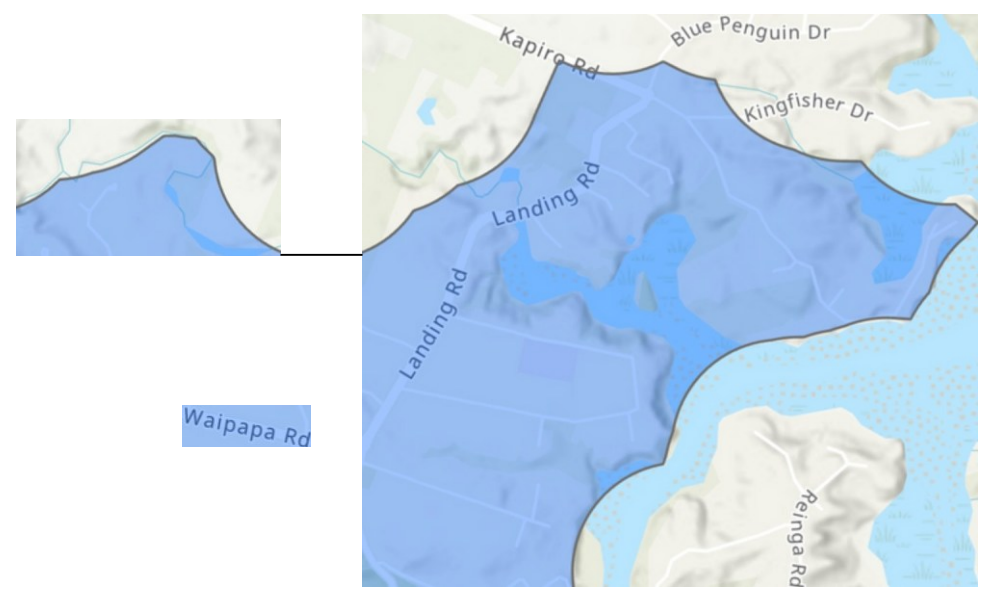 Blue Penguin Dr
Kapiro Rd
Kingfisher Dr
Landing Rd
Landing Rd
Waipapa Rd
Reinga Rd